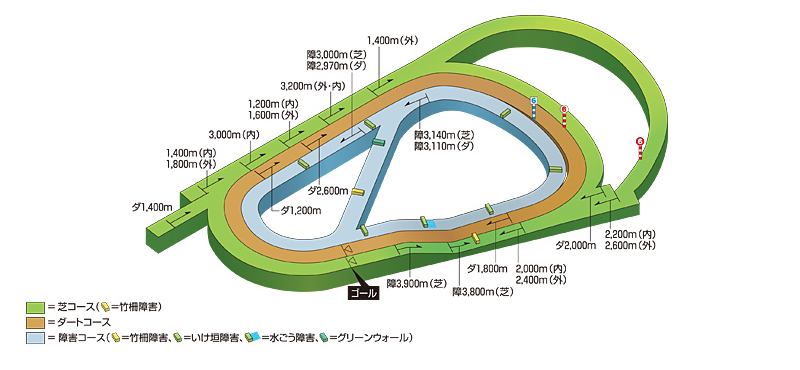 1,400m(外)
障3,000m(芝)
障2,970m(ダ)
3,200m(外・内)
1,200m(内)
1,600m(外)
3,000m(内)
1,400m(内)
1,800m(外)
ダ1,400m
6
6
6
障3,140m(芝)
障3,110m(ダ)
ダ2,600m
ダ1,200m
2,200m(内)
2,600m(外)
ダ2,000m
ダ1,800m
2,000m(内)
2,400m(外)
障3,900m(芝)
障3,800m(芝)
ゴール
=芝コース(=竹柵障害)
=ダートコース
=障害コース(=竹柵障害、=いけ垣障害、=水ごう障害、=グリーンウォール)